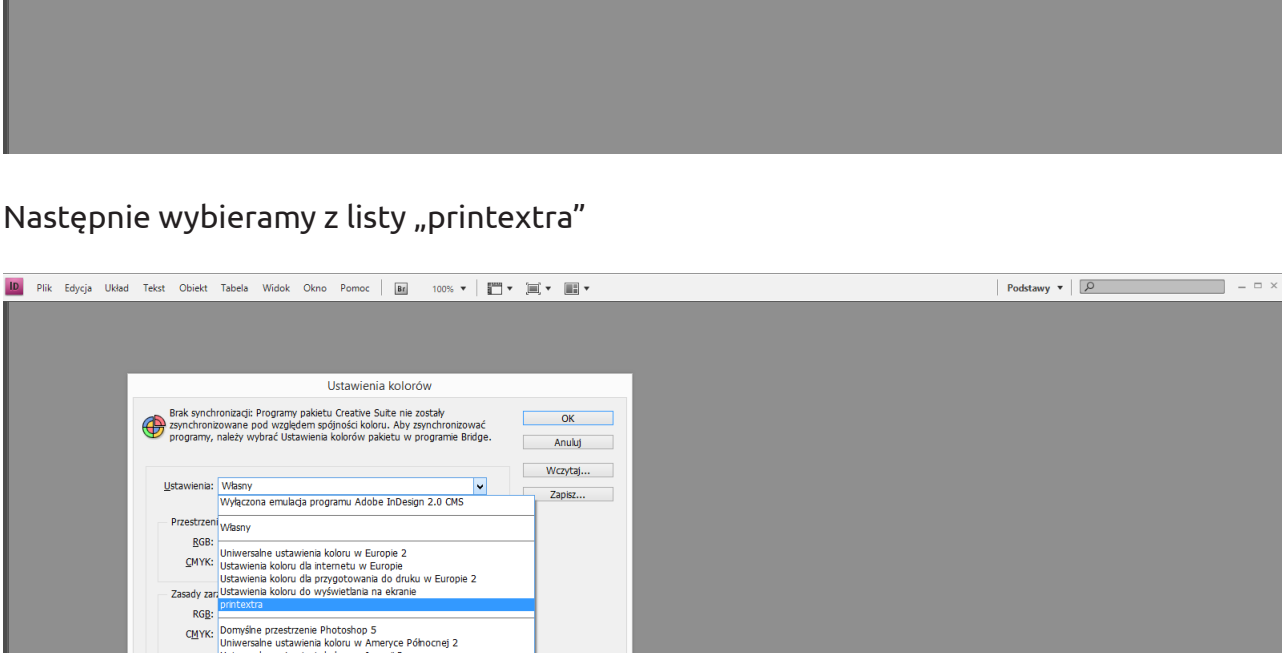 Następnie wybieramy z listy „printextra”
ID Plik Edycja Układ Tekst Obiekt Tabela Widok Okno Pomoc Br 100% Podstawy
Ustawienia kolorów
Brak synchronizacji: Programy pakietu Creative Suite nie zostały
zsynchronizowane pod względem spójności koloru. Aby zsynchronizować
programy, należy wybrać Ustawienia kolorów pakietu w programie Bridge.
OK
Anuluj
Wczytaj...
Zapisz...
Ustawienia: Własny
Wyłączona emulacja programu Adobe InDesign 2.0 CMS
Przestrzeni
Własny
RGB:
Uniwersalne ustawienia koloru w Europie 2
CMYK:
Ustawienia koloru dla internetu w Europie
Ustawienia koloru dla przygotowania do druku w Europie 2
Zasady zar
Ustawienia koloru do wyświetlania na ekranie
printextra
RGB:
CMYK:
Domyślne przestrzenie Photoshop 5
Uniwersalne ustawienia koloru w Ameryce Północnej 2